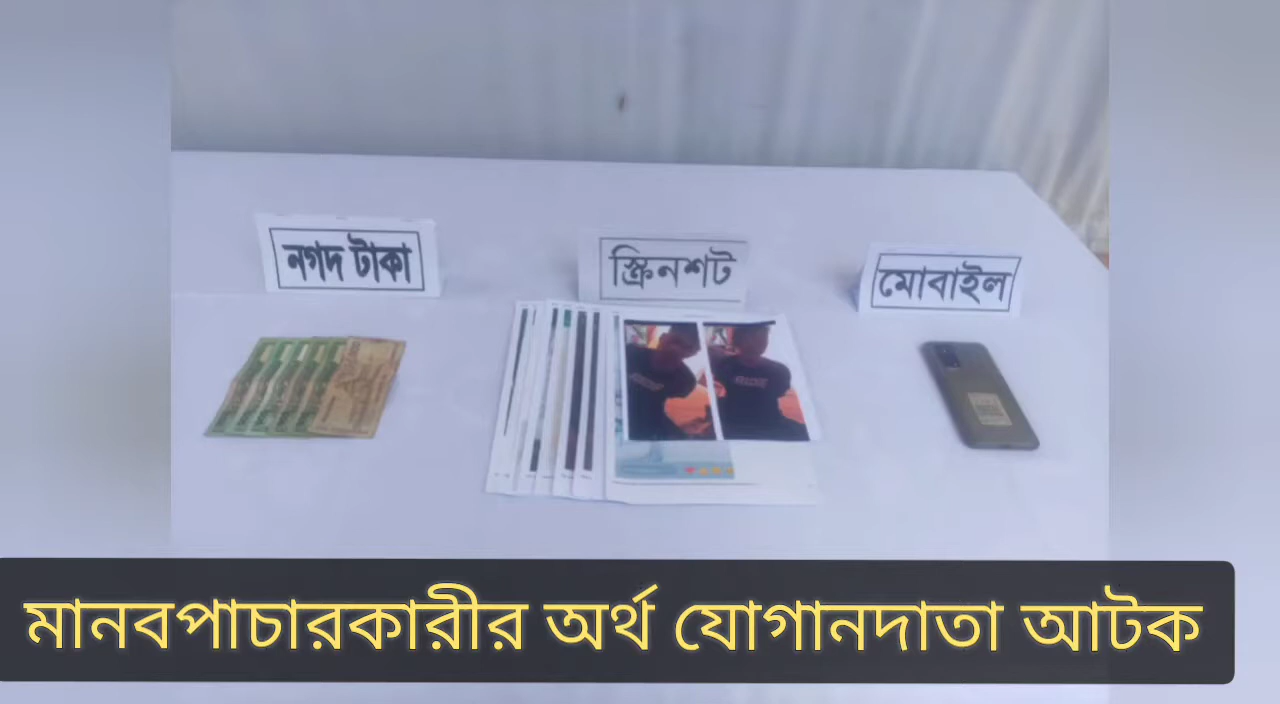 নগদ টাকা
স্ক্রিনশট
মোবাইল
মানবপাচারকারীর অর্থ যোগানদাতা আটক